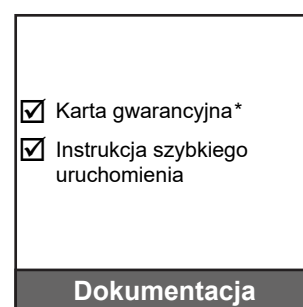 ☑ Karta gwarancyjna*
☑ Instrukcja szybkiego
uruchomienia
Dokumentacja